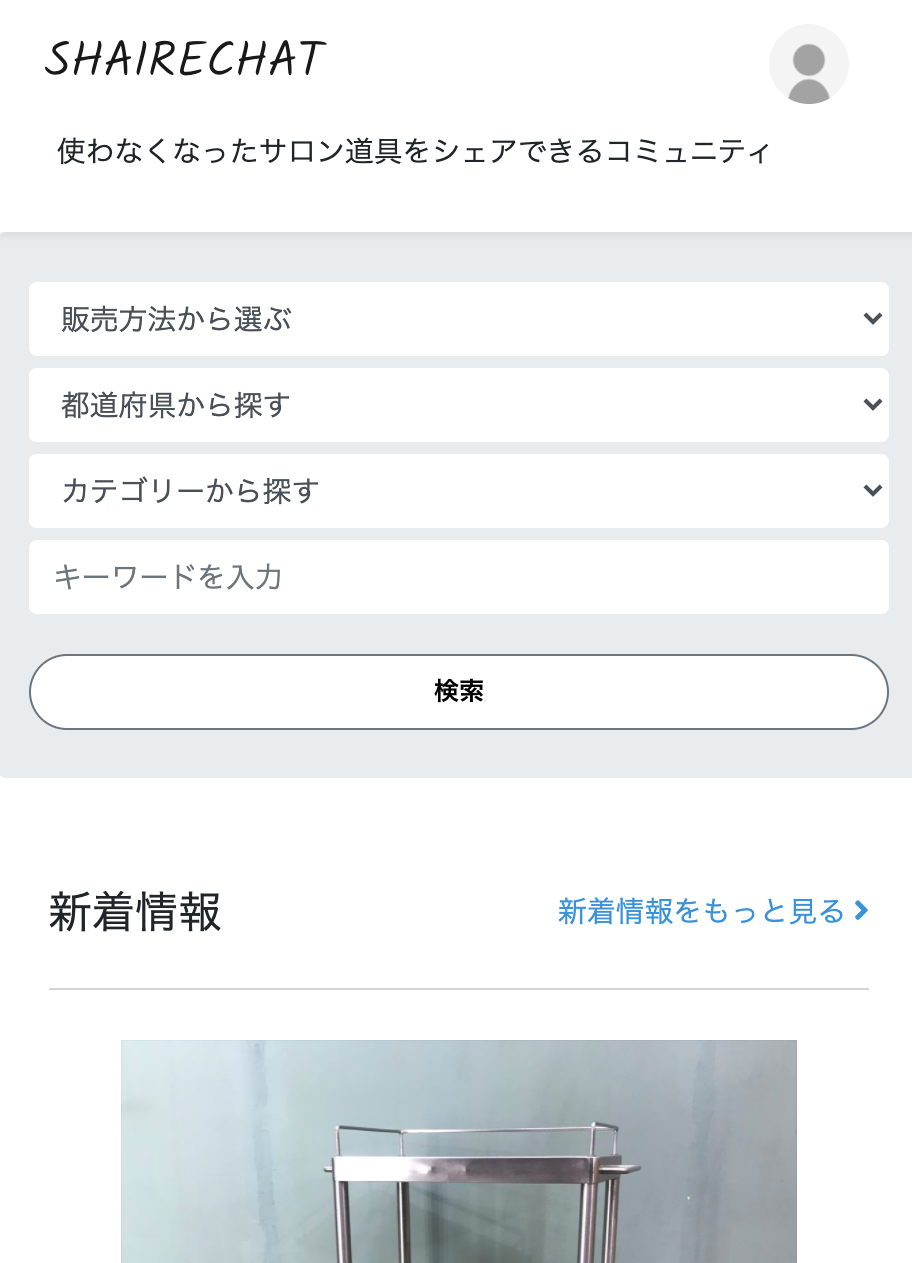 SHAIRECHAT
使わなくなったサロン道具をシェアできるコミュニティ
販売方法から選ぶ
都道府県から探す
カテゴリーから探す
キーワードを入力
検索
新着情報
新着情報をもっと見る